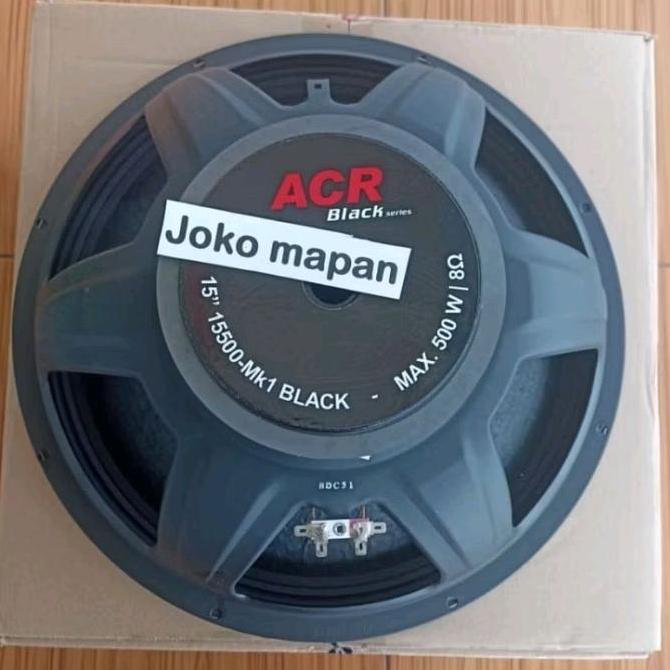 ACR
Black series
Joko mapan
15” 15500-Mk1 BLACK - MAX. 500 W | 8Ω
8DC51